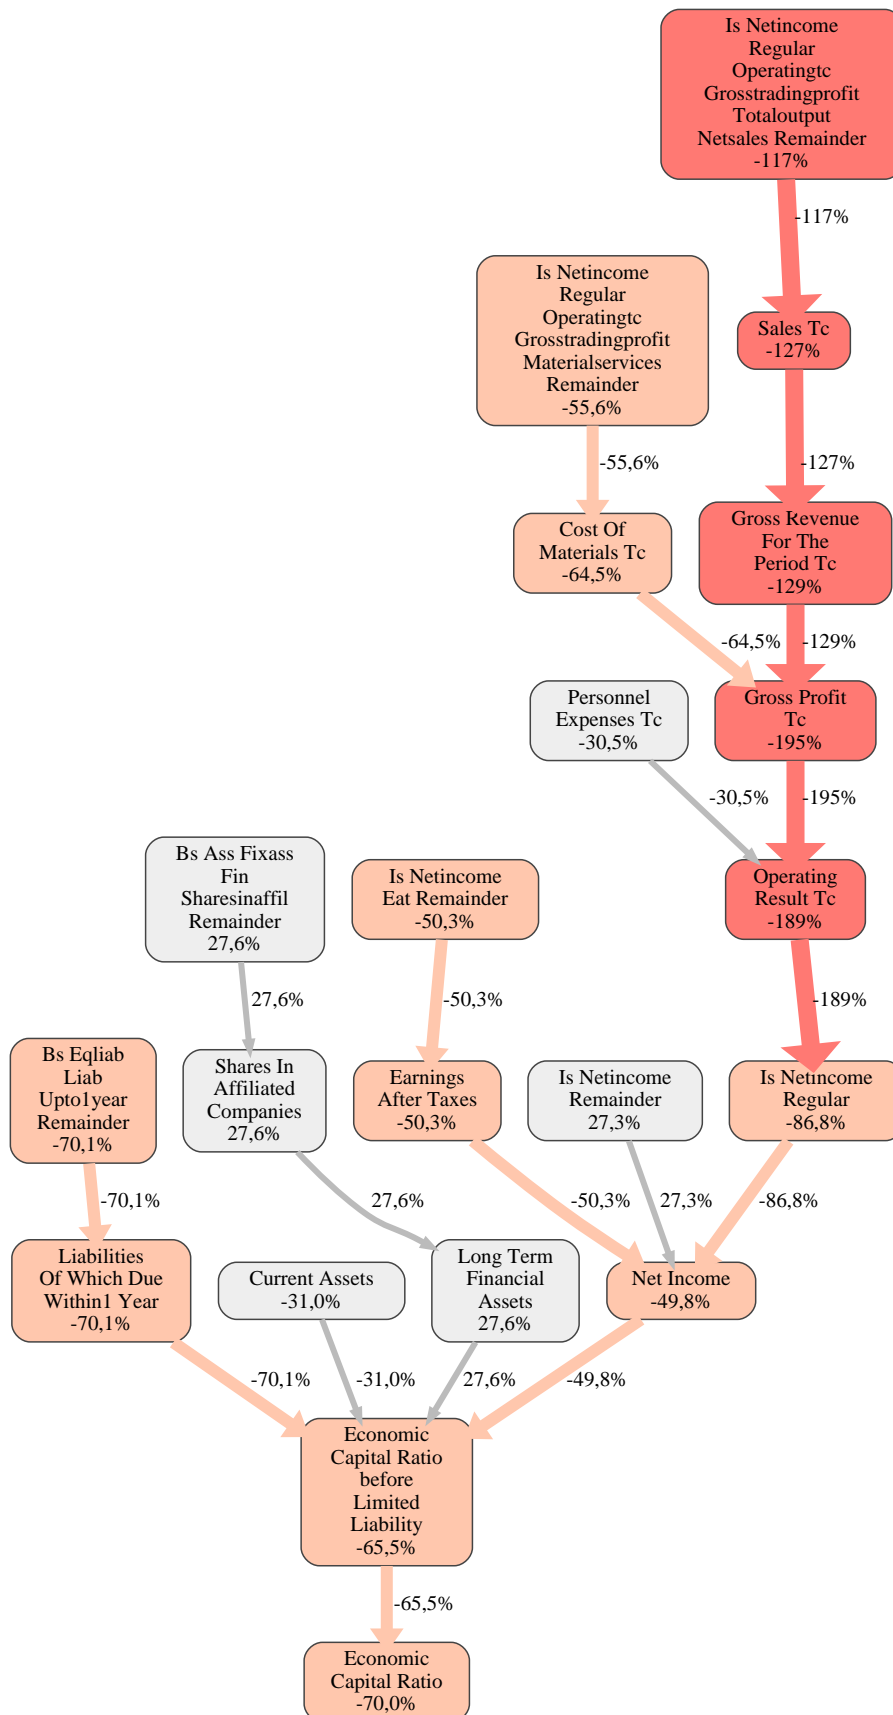 Is Netincome
Regular
Operatingtc
Grosstradingprofit
Totaloutput
Netsales Remainder
-117%
-117%
Is Netincome
Regular
Operatingtc
Grosstradingprofit
Materialservices
Remainder
-55,6%
Sales Tc
-127%
-55,6%
-127%
Cost Of
Materials Tc
-64,5%
Gross Revenue
For The
Period Tc
-129%
-64,5%
-129%
Personnel
Expenses Tc
-30,5%
Gross Profit
Tc
-195%
-30,5%
-195%
Bs Ass Fixass
Fin
Sharesinaffil
Remainder
27,6%
Is Netincome
Eat Remainder
-50,3%
Operating
Result Tc
-189%
27,6%
-50,3%
-189%
Bs Eqliab
Liab
Upto1year
Remainder
-70,1%
Shares In
Affiliated
Companies
27,6%
Earnings
After Taxes
-50,3%
Is Netincome
Remainder
27,3%
Is Netincome
Regular
-86,8%
-70,1%
27,6%
-50,3%
27,3%
-86,8%
Liabilities
Of Which Due
Within1 Year
-70,1%
Current Assets
-31,0%
Long Term
Financial
Assets
27,6%
Net Income
-49,8%
-70,1%
-31,0%
27,6%
-49,8%
Economic
Capital Ratio
before
Limited
Liability
-65,5%
-65,5%
Economic
Capital Ratio
-70,0%